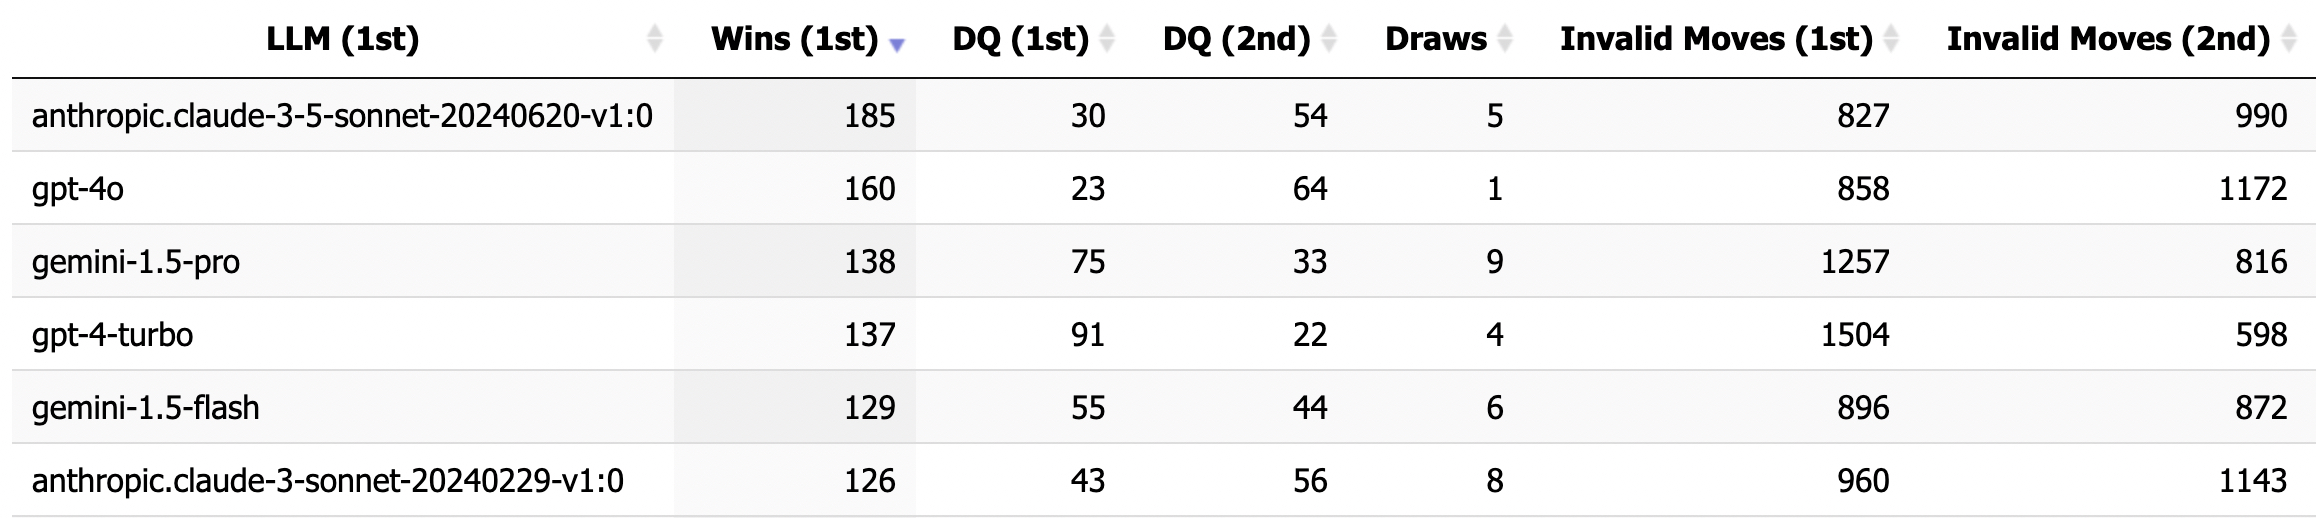 LLM (1st) Wins (1st) DQ (1st) DQ (2nd) Draws Invalid Moves (1st) Invalid Moves (2nd)
anthropic.claude-3-5-sonnet-20240620-v1:0 185 30 54 5 827 990
gpt-4o 160 23 64 1 858 1172
gemini-1.5-pro 138 75 33 9 1257 816
gpt-4-turbo 137 91 22 4 1504 598
gemini-1.5-flash 129 55 44 6 896 872
anthropic.claude-3-sonnet-20240229-v1:0 126 43 56 8 960 1143